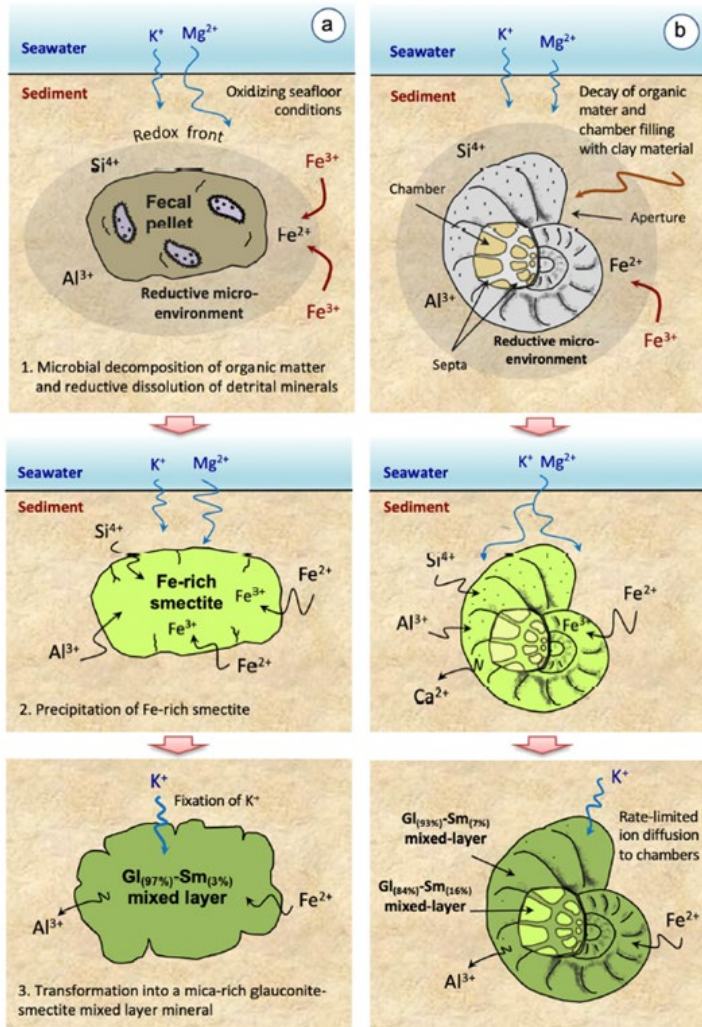 a
Seawater
K⁺
Mg²⁺
Sediment
Oxidizing seafloor
conditions
Redox front
Si⁴⁺
Fe³⁺
Fecal
pellet
Fe²⁺
Al³⁺
Fe³⁺
Reductive micro-
environment
1. Microbial decomposition of organic matter
and reductive dissolution of detrital minerals
b
Seawater
K⁺
Mg²⁺
Sediment
Decay of organic
mater and
chamber filling
with clay material
Si⁴⁺
Chamber
Aperture
Fe²⁺
Al³⁺
Fe³⁺
Reductive micro-
environment
Septa
Seawater
K⁺
Mg²⁺
Sediment
Si⁴⁺
Fe-rich
smectite
Fe²⁺
Fe³⁺
Fe³⁺
Al³⁺
Fe²⁺
2. Precipitation of Fe-rich smectite
Seawater
K⁺ Mg²⁺
Sediment
Si⁴⁺
Fe²⁺
Al³⁺
Fe³⁺
Ca²⁺
K⁺
Fixation of K⁺
Gl(97%)-Sm(3%)
mixed layer
Fe²⁺
Al³⁺
3. Transformation into a mica-rich glauconite-
smectite mixed layer mineral
K⁺
Gl(93%)-Sm(7%)
mixed-layer
Rate-limited
ion diffusion
to chambers
Gl(84%)-Sm(16%)
mixed-layer
Fe²⁺
Al³⁺